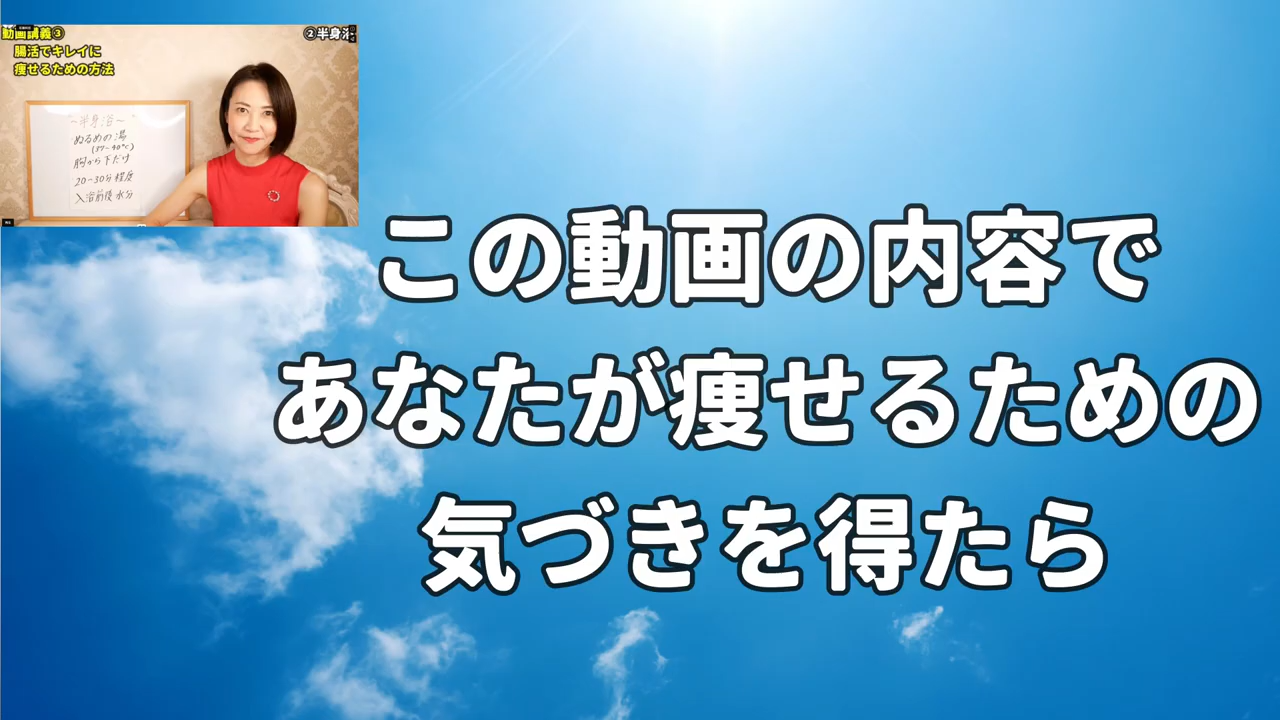 動画講義③
腸活でキレイに
痩せるための方法
②半身浴
~半身浴~
ぬるめの湯
(37-40℃)
胸から下だけ
20-30分程度
入浴前後水分
この動画の内容で
あなたが痩せるための
気づきを得たら